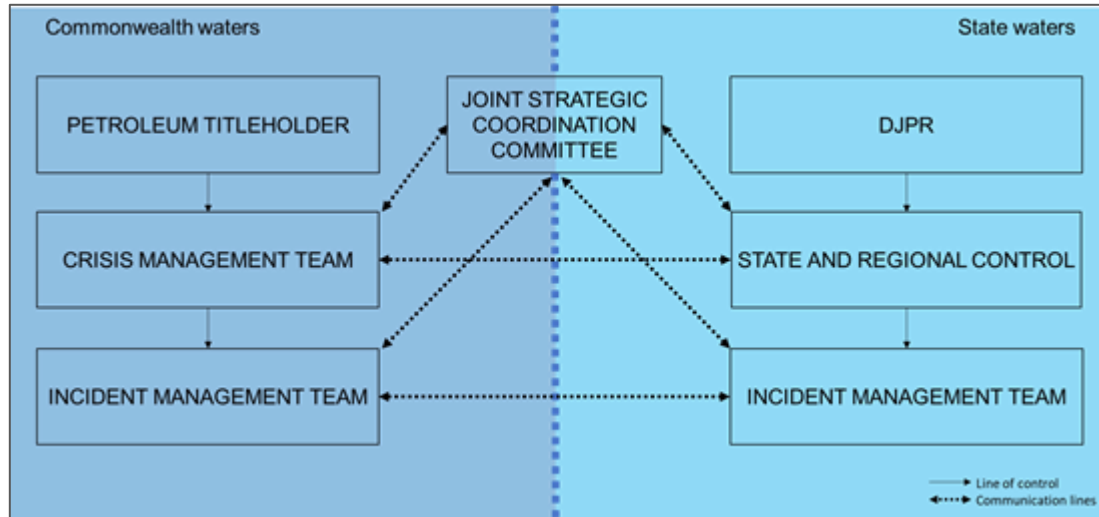 Commonwealth waters
State waters
PETROLEUM TITLEHOLDER
JOINT STRATEGIC
COORDINATION
COMMITTEE
DJPR
CRISIS MANAGEMENT TEAM
STATE AND REGIONAL CONTROL
INCIDENT MANAGEMENT TEAM
INCIDENT MANAGEMENT TEAM
Line of control
Communication lines